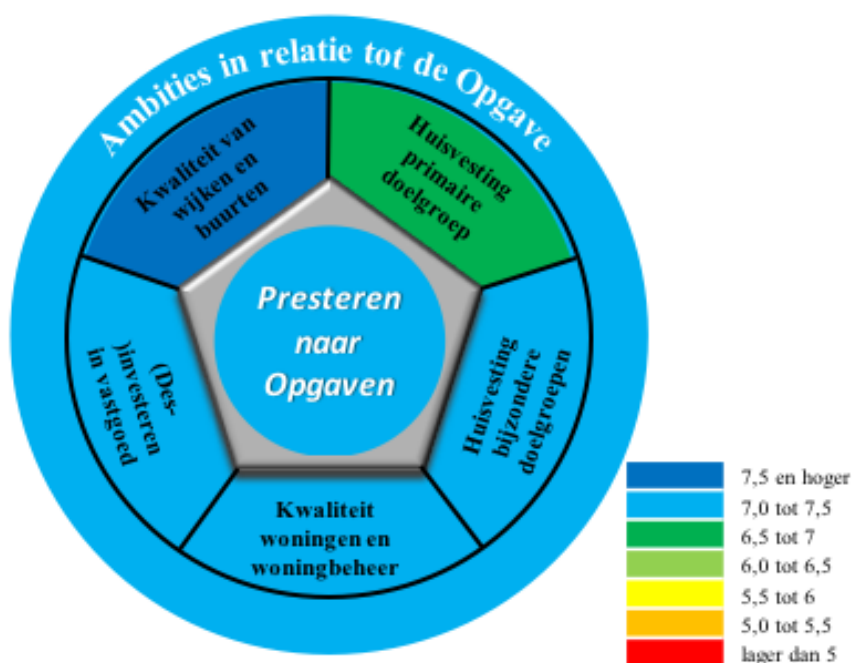 Ambities in relatie tot de Opgave
Kwaliteit van
wijken en
buurten
Huisvesting
primaire
doelgroep
(Des-
)investeren
in vastgoed
Presteren
naar
Opgaven
Huisvesting
bijzondere
doelgroepen
Kwaliteit
woningen en
woningbeheer
7,5 en hoger
7,0 tot 7,5
6,5 tot 7
6,0 tot 6,5
5,5 tot 6
5,0 tot 5,5
lager dan 5